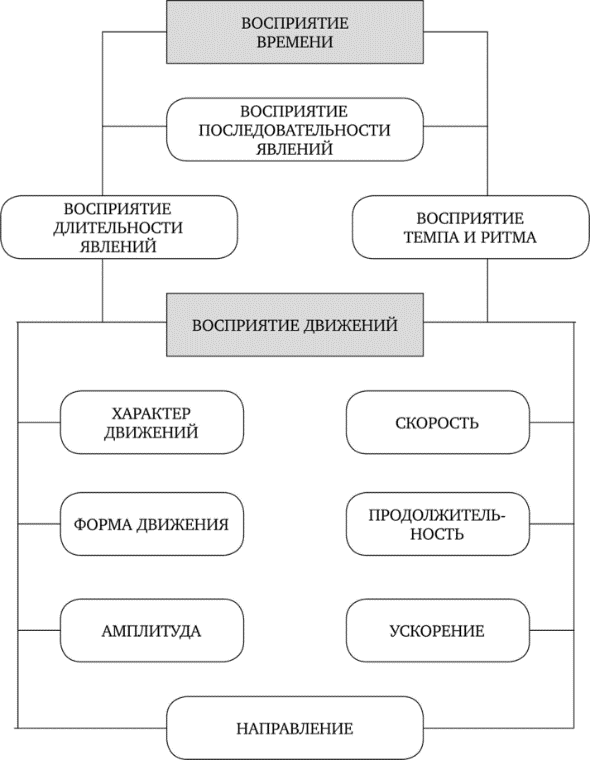 ВОСПРИЯТИЕ
ВРЕМЕНИ
ВОСПРИЯТИЕ
ПОСЛЕДОВАТЕЛЬНОСТИ
ЯВЛЕНИЙ
ВОСПРИЯТИЕ
ДЛИТЕЛЬНОСТИ
ЯВЛЕНИЙ
ВОСПРИЯТИЕ
ТЕМПА И РИТМА
ВОСПРИЯТИЕ ДВИЖЕНИЙ
ХАРАКТЕР
ДВИЖЕНИЙ
СКОРОСТЬ
ФОРМА ДВИЖЕНИЯ
ПРОДОЛЖИТЕЛЬ-
НОСТЬ
АМПЛИТУДА
УСКОРЕНИЕ
НАПРАВЛЕНИЕ